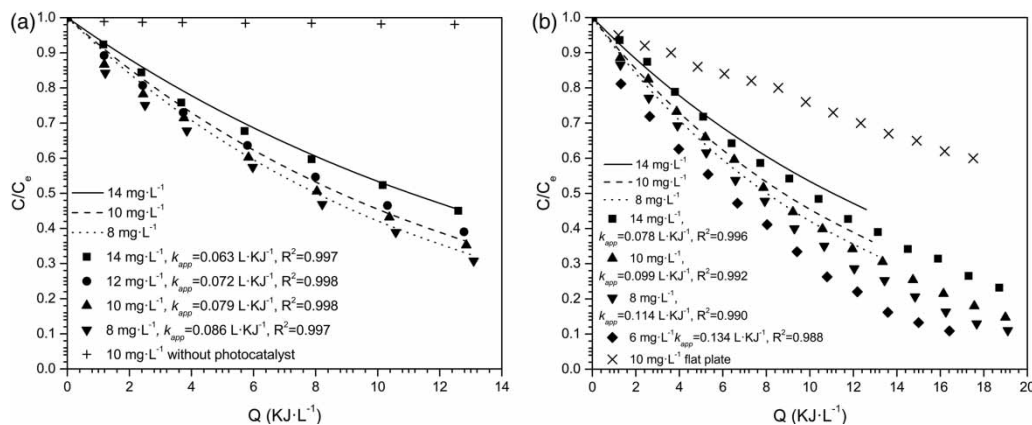 (a)
1.0
0.9
0.8
0.7
0.6
0.5
0.4
0.3
0.2
0.1
0.0
C/Cₑ
14 mg·L⁻¹
10 mg·L⁻¹
8 mg·L⁻¹
14 mg·L⁻¹, kₐₚₚ=0.063 L·KJ⁻¹, R²=0.997
12 mg·L⁻¹, kₐₚₚ=0.072 L·KJ⁻¹, R²=0.998
10 mg·L⁻¹, kₐₚₚ=0.079 L·KJ⁻¹, R²=0.998
8 mg·L⁻¹, kₐₚₚ=0.086 L·KJ⁻¹, R²=0.997
10 mg·L⁻¹ without photocatalyst
0 2 4 6 8 10 12 14
Q (KJ·L⁻¹)
(b)
1.0
0.9
0.8
0.7
0.6
0.5
0.4
0.3
0.2
0.1
0.0
C/Cₑ
14 mg·L⁻¹
10 mg·L⁻¹
8 mg·L⁻¹
14 mg·L⁻¹,
kₐₚₚ=0.078 L·KJ⁻¹, R²=0.996
10 mg·L⁻¹,
kₐₚₚ=0.099 L·KJ⁻¹, R²=0.992
8 mg·L⁻¹,
kₐₚₚ=0.114 L·KJ⁻¹, R²=0.990
6 mg·L⁻¹kₐₚₚ=0.134 L·KJ⁻¹, R²=0.988
10 mg·L⁻¹ flat plate
0 2 4 6 8 10 12 14 16 18 20
Q (KJ·L⁻¹)